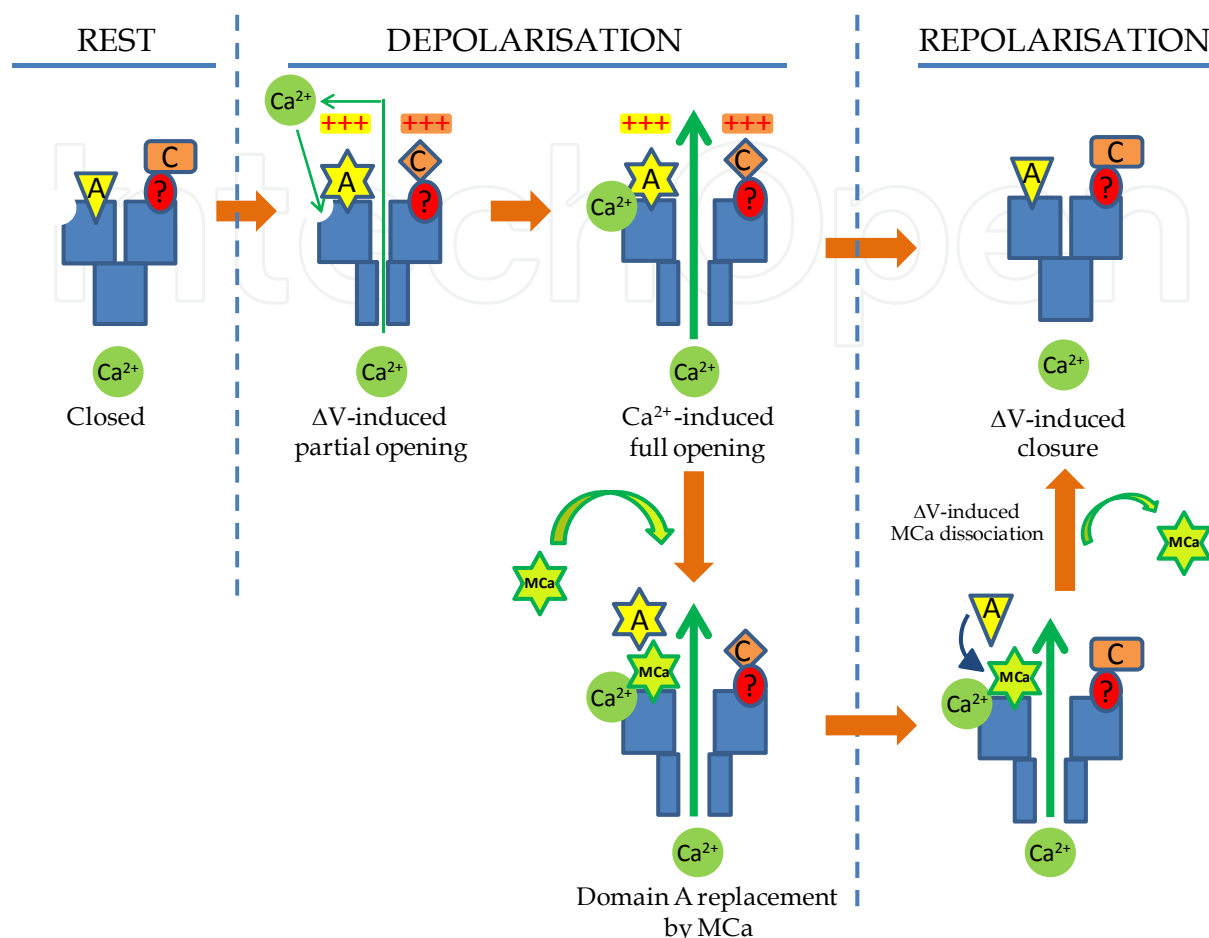 REST
DEPOLARISATION
REPOLARISATION
Ca²⁺
+++
+++
+++
+++
A
C
?
A
C
?
Ca²⁺
A
C
?
A
C
?
Ca²⁺
Closed
Ca²⁺
ΔV-induced
partial opening
Ca²⁺
Ca²⁺-induced
full opening
Ca²⁺
ΔV-induced
closure
MCa
ΔV-induced
MCa dissociation
MCa
A
MCa
Ca²⁺
C
?
A
MCa
Ca²⁺
C
?
Ca²⁺
Ca²⁺
Domain A replacement
by MCa
IntechOpen